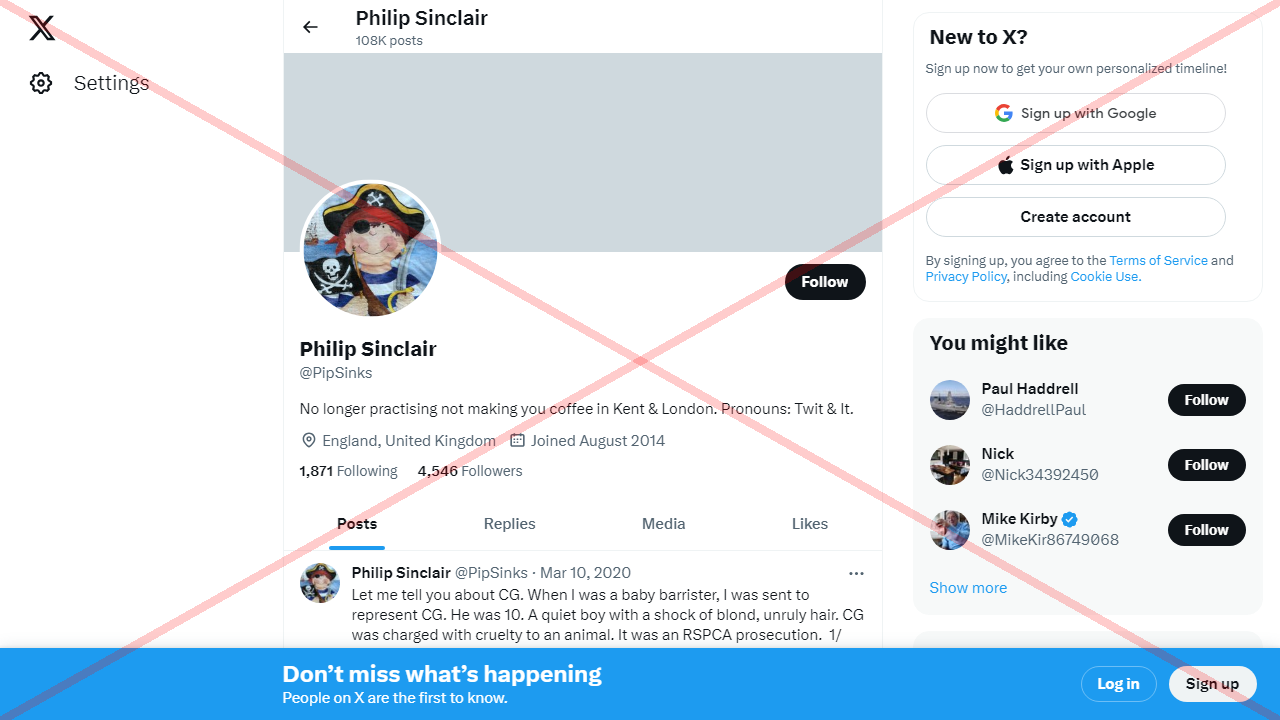 Settings
Philip Sinclair
108K posts
Follow
Philip Sinclair
@PipSinks
No longer practising not making you coffee in Kent & London. Pronouns: Twit & It.
England, United Kingdom Joined August 2014
1,871 Following 4,546 Followers
Posts Replies Media Likes
Philip Sinclair @PipSinks · Mar 10, 2020
Let me tell you about CG. When I was a baby barrister, I was sent to
represent CG. He was 10. A quiet boy with a shock of blond, unruly hair. CG
was charged with cruelty to an animal. It was an RSPCA prosecution. 1/
New to X?
Sign up now to get your own personalized timeline!
Sign up with Google
Sign up with Apple
Create account
By signing up, you agree to the Terms of Service and
Privacy Policy, including Cookie Use.
You might like
Paul Haddrell
@HaddrellPaul
Follow
Nick
@Nick34392450
Follow
Mike Kirby
@MikeKir86749068
Follow
Show more
Don’t miss what’s happening
People on X are the first to know.
Log in
Sign up